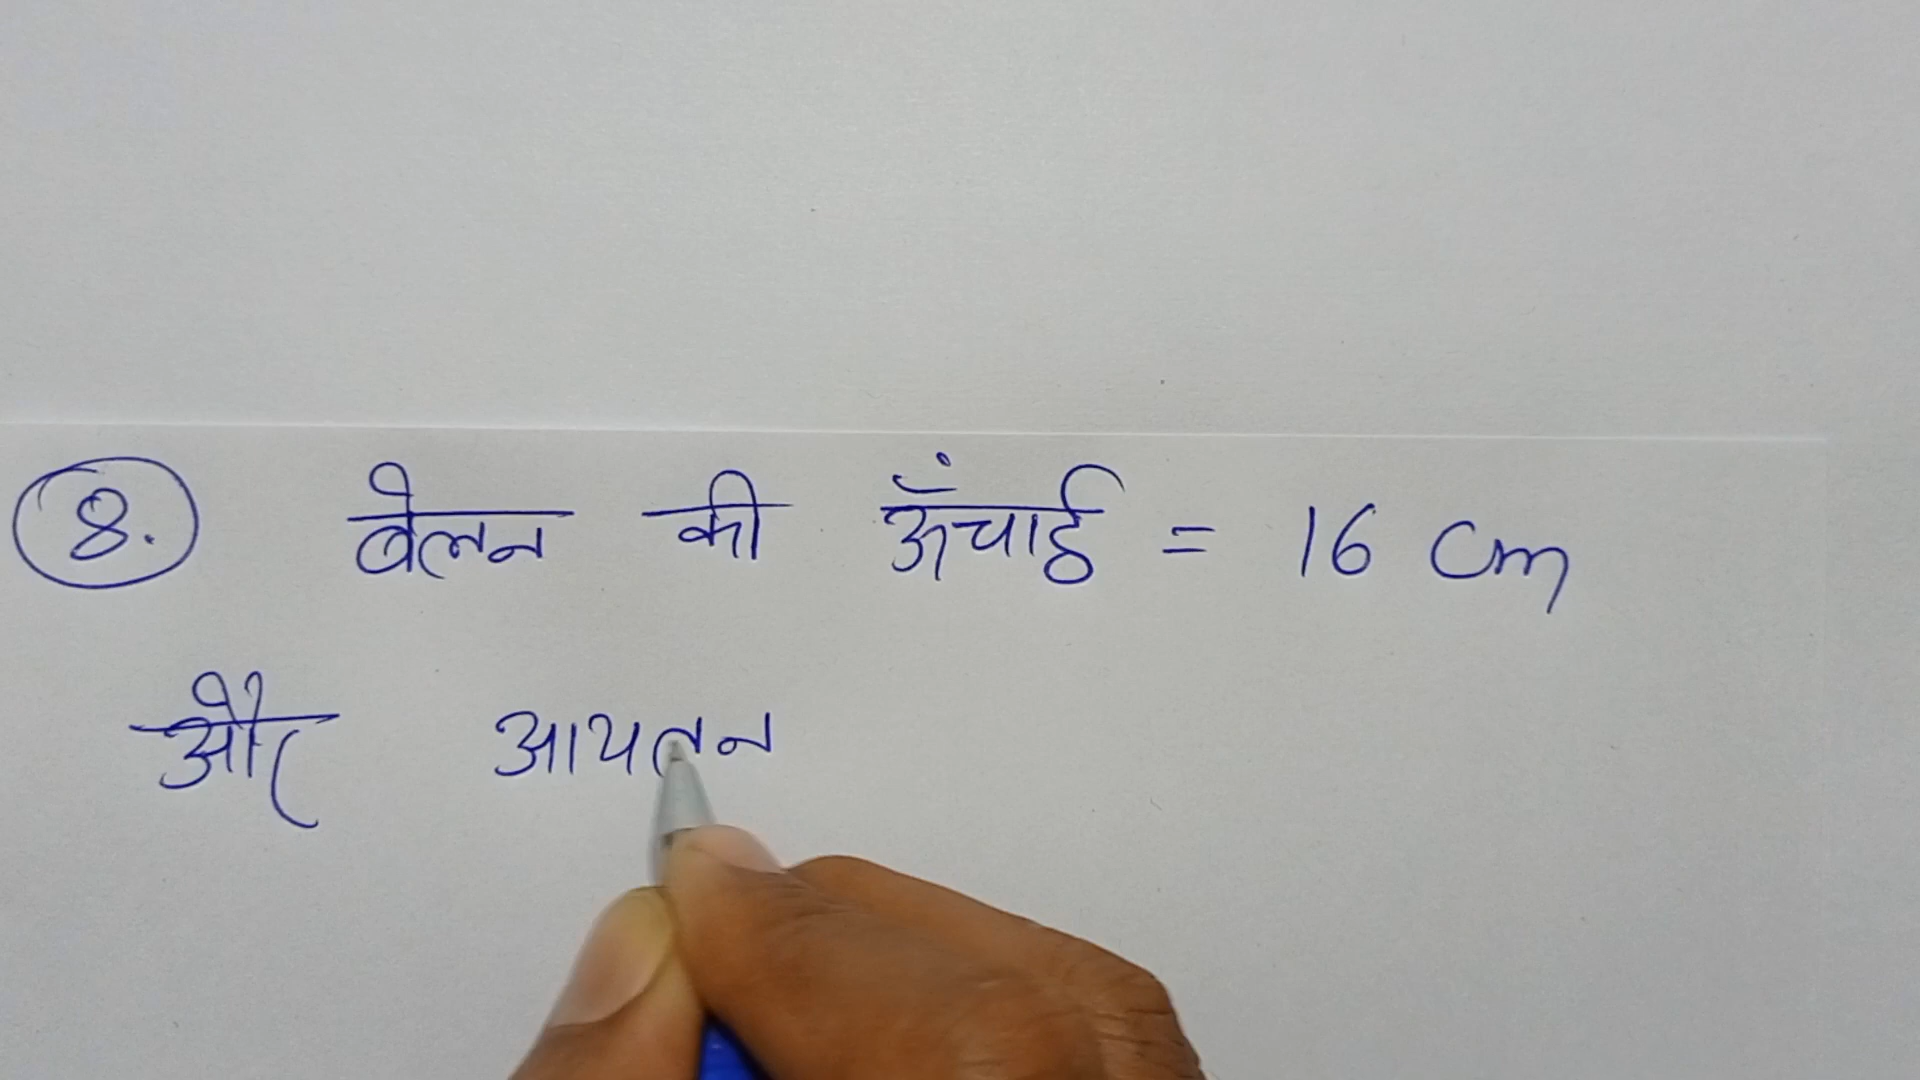 8. बेलन की ऊँचाई = 16 cm
और आयतन